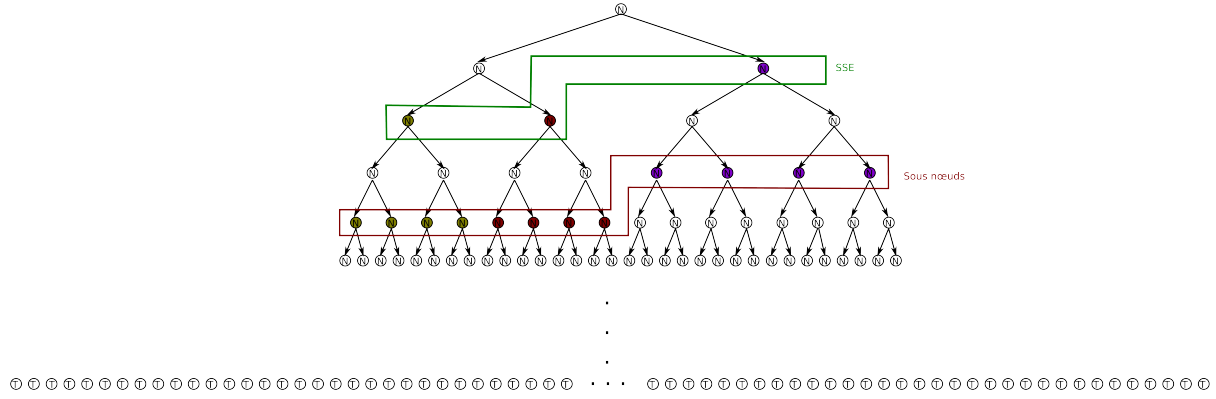 N
N N SSE
N N N N
N N N N N N N N Sous nœuds
N N N N N N N N N N N N N N N N
N N N N N N N N N N N N N N N N N N N N N N N N N N N N N N N N
.
.
.
T T T T T T T T T T T T T T T T T T T T T T T T T T T T T T T T . . . T T T T T T T T T T T T T T T T T T T T T T T T T T T T T T T T